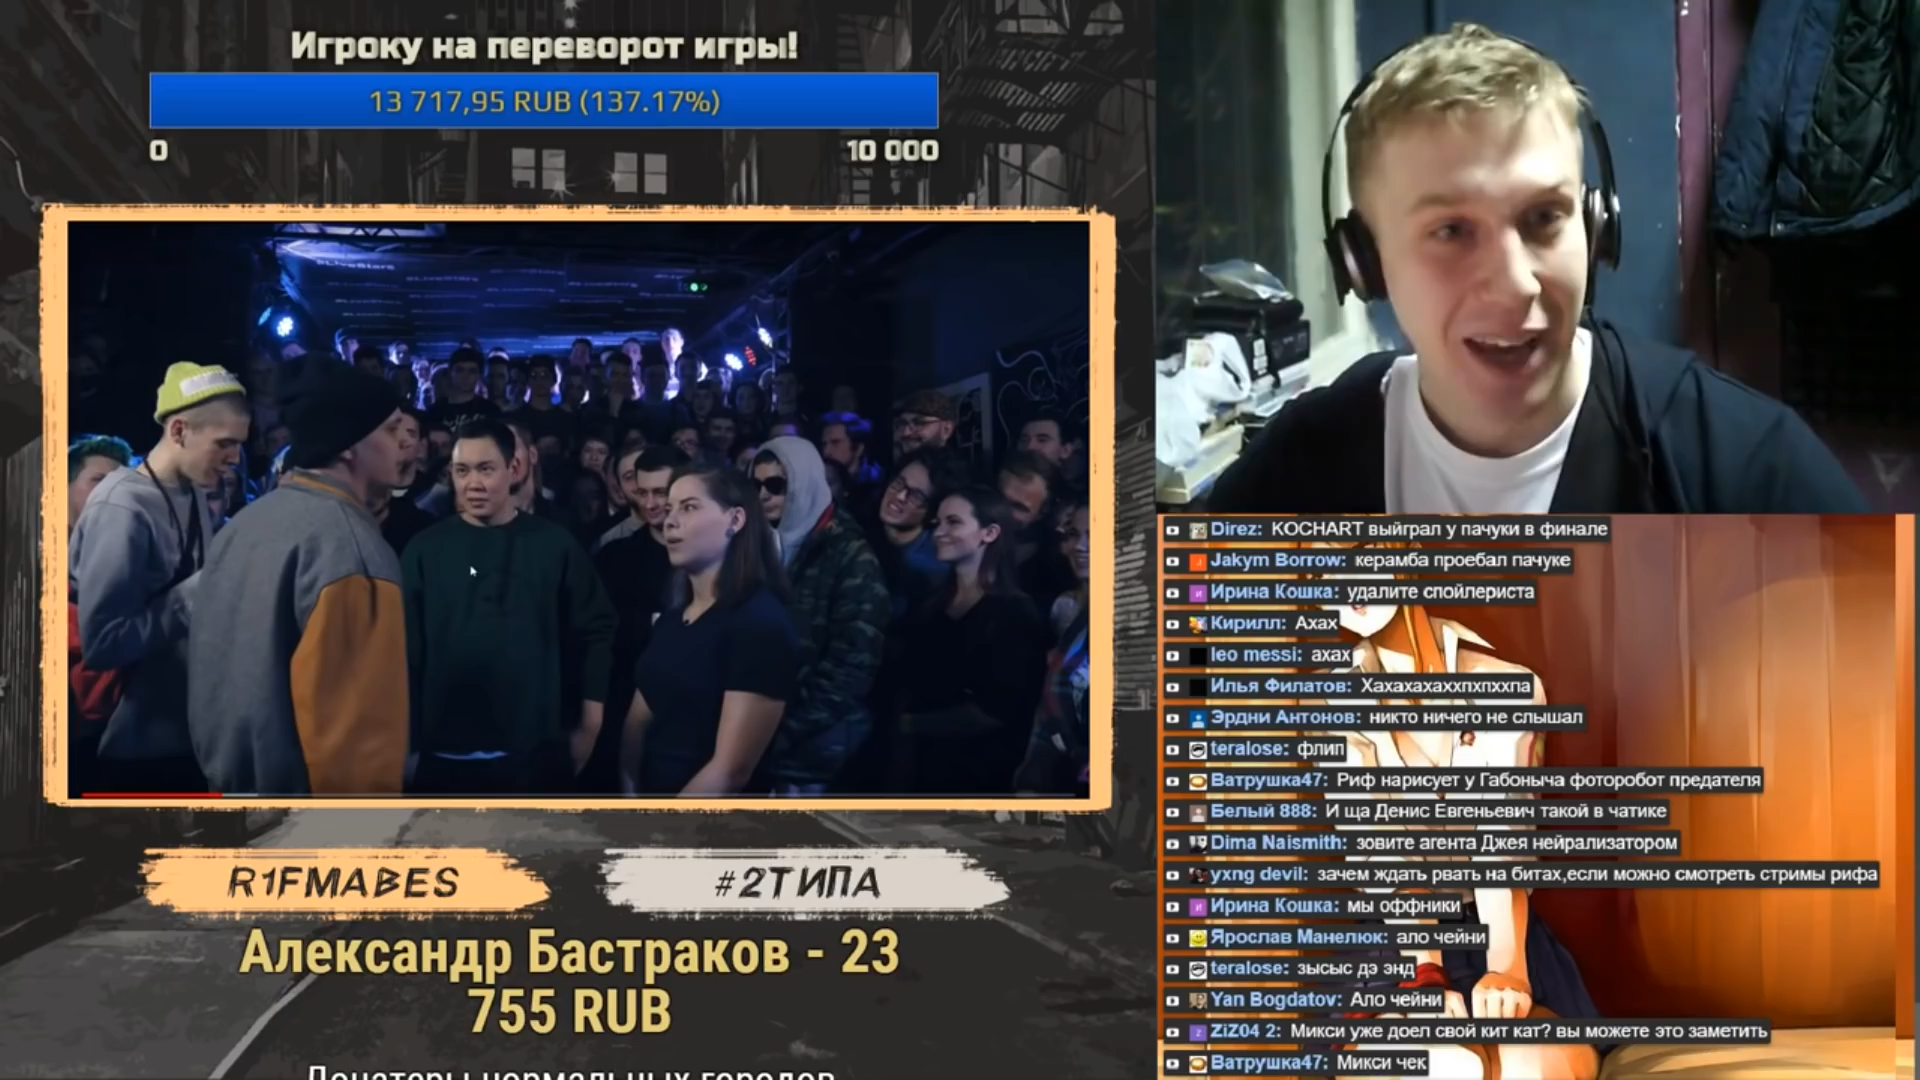 Игроку на переворот игры!
13 717,95 RUB (137.17%)
0
10 000
R1FMABES
#2ТИПА
Александр Бастраков - 23
755 RUB
Донатеры нормальных городов
Direz: KOCHART выйграл у пачуки в финале
Jakym Borrow: керамба проебал пачуке
Ирина Кошка: удалите спойлериста
Кирилл: Ахах
leo messi: ахах
Илья Филатов: Хахахахаххпхпххпа
Эрдни Антонов: никто ничего не слышал
teralose: флип
Ватрушка47: Риф нарисует у Габоныча фоторобот предателя
Белый 888: И ща Денис Евгеньевич такой в чатике
Dima Naismith: зовите агента Джея нейрализатором
yxng devil: зачем ждать рвать на битах,если можно смотреть стримы рифа
Ирина Кошка: мы оффники
Ярослав Манелюк: ало чейни
teralose: зысыс дэ энд
Yan Bogdatov: Ало чейни
ZiZ04 2: Микси уже доел свой кит кат? вы можете это заметить
Ватрушка47: Микси чек